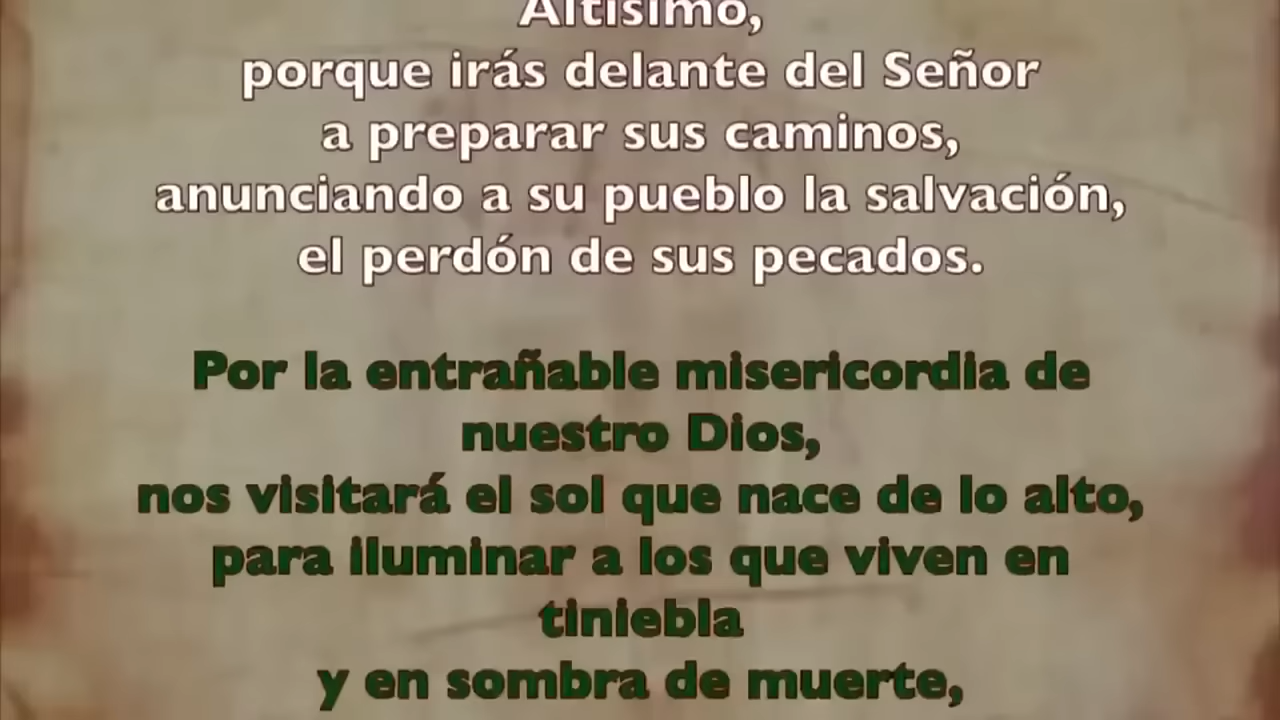 Altísimo,
porque irás delante del Señor
a preparar sus caminos,
anunciando a su pueblo la salvación,
el perdón de sus pecados.
Por la entrañable misericordia de
nuestro Dios,
nos visitará el sol que nace de lo alto,
para iluminar a los que viven en
tiniebla
y en sombra de muerte,